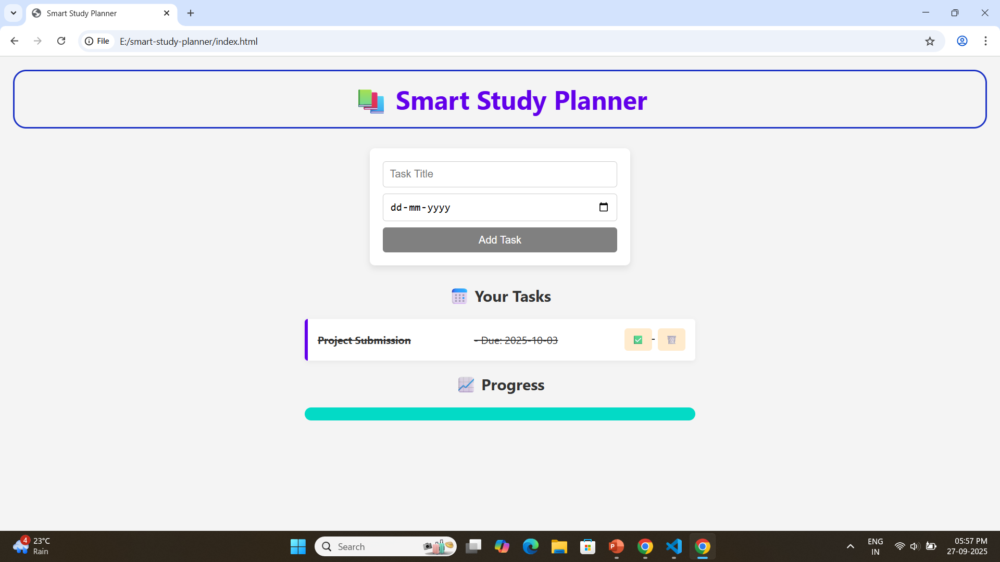 Smart Study Planner
File E:/smart-study-planner/index.html
📚 Smart Study Planner
Task Title
dd-mm-yyyy
Add Task
📅 Your Tasks
Project Submission - Due: 2025-10-03 ✅ - 🗑️
📈 Progress
4 23°C
Rain
Search
P
ENG
IN
05:57 PM
27-09-2025